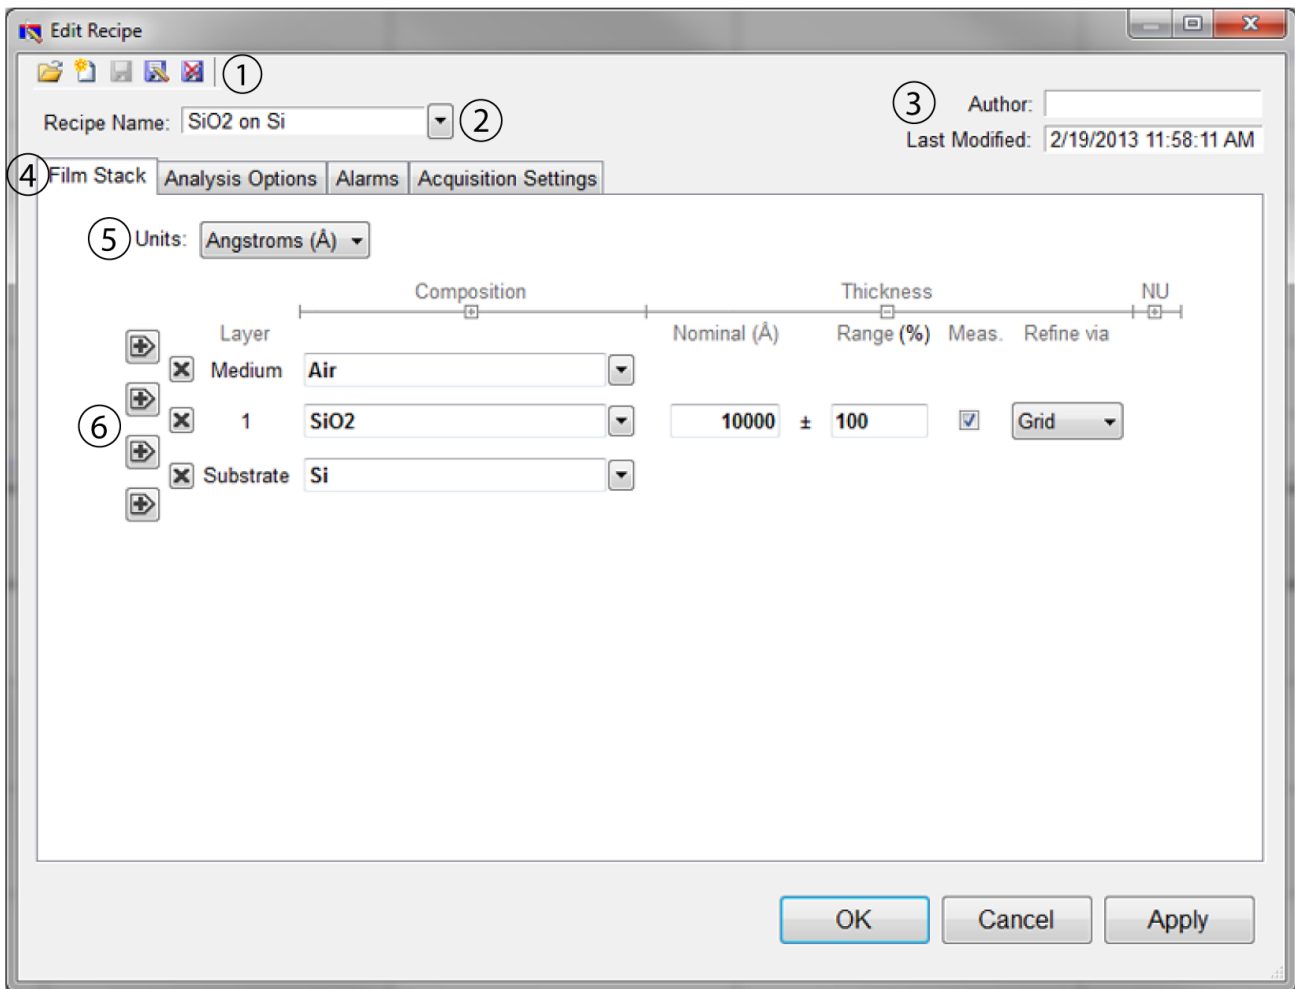 Edit Recipe
①
Recipe Name: SiO2 on Si ②
③ Author:
Last Modified: 2/19/2013 11:58:11 AM
④ Film Stack Analysis Options Alarms Acquisition Settings
⑤ Units: Angstroms (Å)
Composition Thickness NU
Layer Nominal (Å) Range (%) Meas. Refine via
Medium Air
⑥ 1 SiO2 10000 ± 100 Grid
Substrate Si
OK Cancel Apply